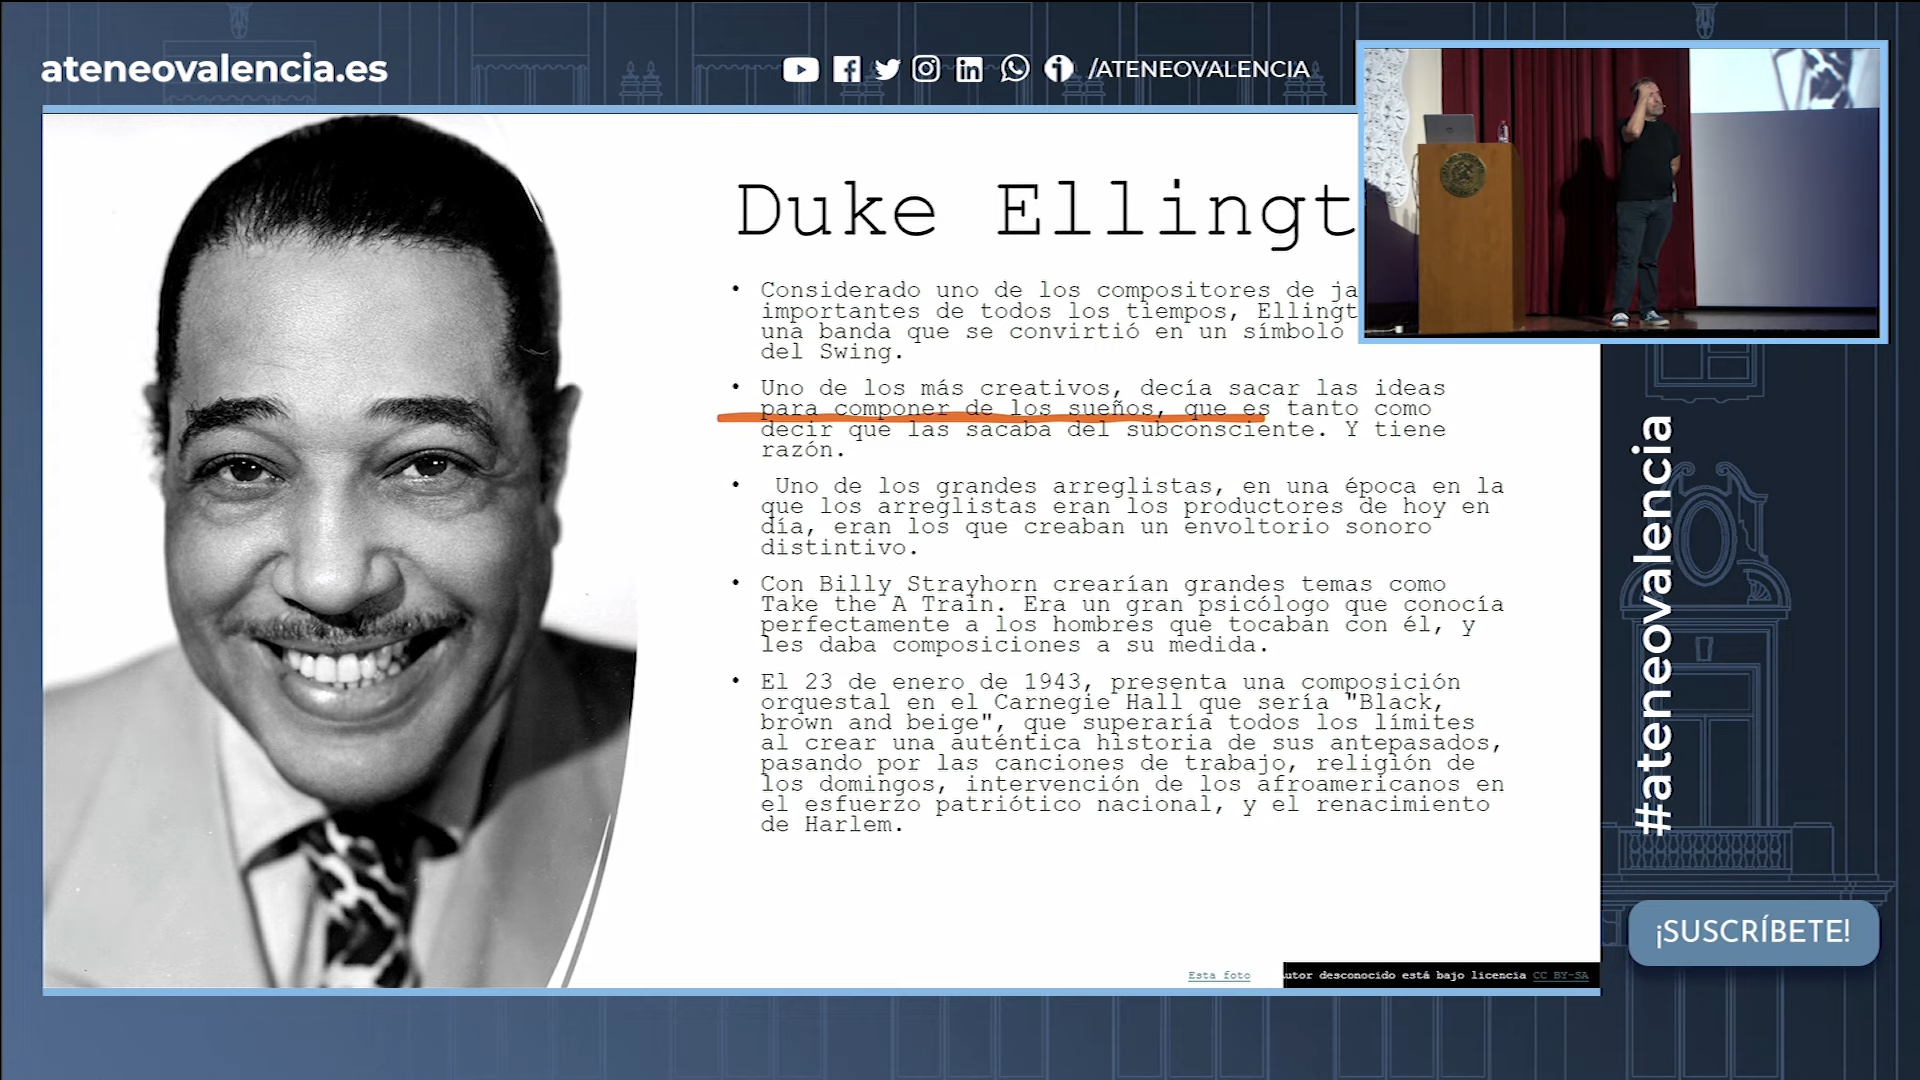 ateneovalencia.es
/ATENEOVALENCIA
Duke Ellingt
• Considerado uno de los compositores de ja
importantes de todos los tiempos, Ellingt
una banda que se convirtió en un símbolo
del Swing.
• Uno de los más creativos, decía sacar las ideas
para componer de los sueños, que es tanto como
decir que las sacaba del subconsciente. Y tiene
razón.
• Uno de los grandes arreglistas, en una época en la
que los arreglistas eran los productores de hoy en
día, eran los que creaban un envoltorio sonoro
distintivo.
• Con Billy Strayhorn crearían grandes temas como
Take the A Train. Era un gran psicólogo que conocía
perfectamente a los hombres que tocaban con él, y
les daba composiciones a su medida.
• El 23 de enero de 1943, presenta una composición
orquestal en el Carnegie Hall que sería "Black,
brown and beige", que superaría todos los límites
al crear una auténtica historia de sus antepasados,
pasando por las canciones de trabajo, religión de
los domingos, intervención de los afroamericanos en
el esfuerzo patriótico nacional, y el renacimiento
de Harlem.
Esta foto utor desconocido está bajo licencia CC BY-SA
#ateneovalencia
¡SUSCRÍBETE!